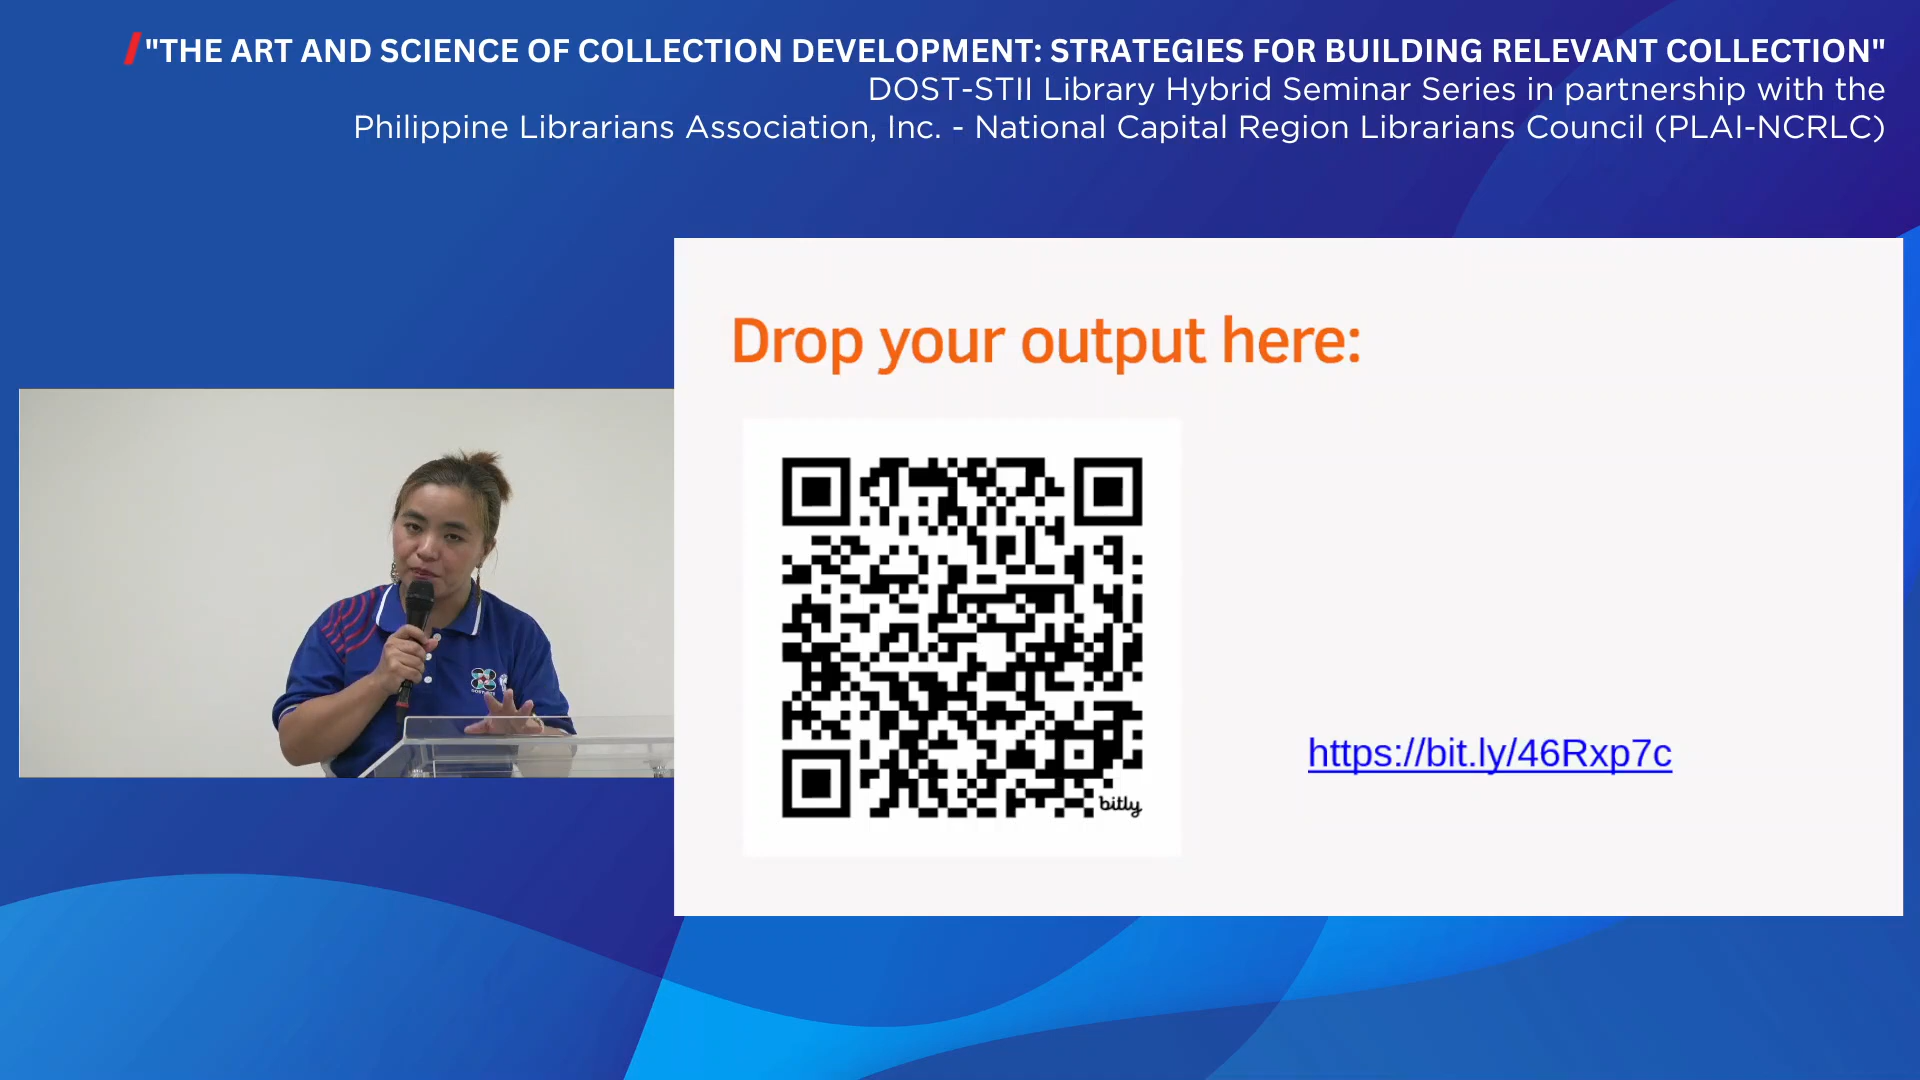 "THE ART AND SCIENCE OF COLLECTION DEVELOPMENT: STRATEGIES FOR BUILDING RELEVANT COLLECTION"
DOST-STII Library Hybrid Seminar Series in partnership with the
Philippine Librarians Association, Inc. - National Capital Region Librarians Council (PLAI-NCRLC)
Drop your output here:
https://bit.ly/46Rxp7c
bitly